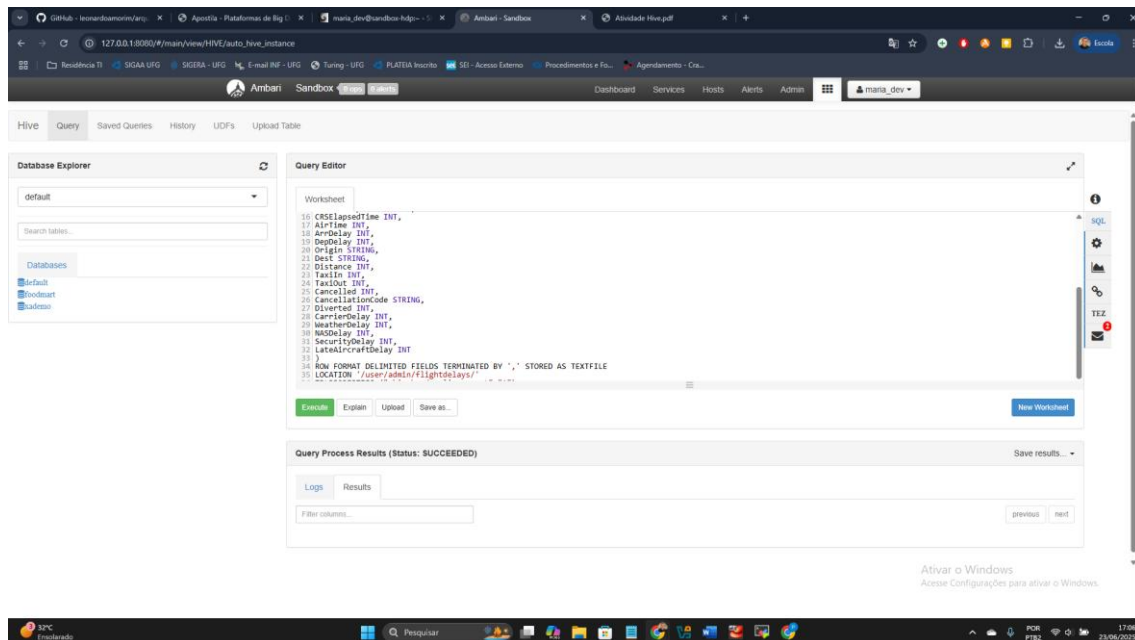 GitHub - leonardoamorim/arq
Apostila - Plataformas de Big D
maria_dev@sandbox-hdp:~ - S
Ambari - Sandbox
Atividade Hive.pdf
127.0.0.1:8080/#/main/view/HIVE/auto_hive_instance
Escola
Residência TI
SIGAA UFG
SIGERA - UFG
E-mail INF - UFG
Turing - UFG
PLATEIA Inscrito
SEI - Acesso Externo
Procedimentos e Fo...
Agendamento - Cra...
Ambari Sandbox 0 ops 0 alerts
Dashboard Services Hosts Alerts Admin maria_dev
Hive Query Saved Queries History UDFs Upload Table
Database Explorer
default
Search tables...
Databases
default
foodmart
xademo
Query Editor
Worksheet
16 CRSElapsedTime INT,
17 AirTime INT,
18 ArrDelay INT,
19 DepDelay INT,
20 Origin STRING,
21 Dest STRING,
22 Distance INT,
23 TaxiIn INT,
24 TaxiOut INT,
25 Cancelled INT,
26 CancellationCode STRING,
27 Diverted INT,
28 CarrierDelay INT,
29 WeatherDelay INT,
30 NASDelay INT,
31 SecurityDelay INT,
32 LateAircraftDelay INT
33 )
34 ROW FORMAT DELIMITED FIELDS TERMINATED BY ',' STORED AS TEXTFILE
35 LOCATION '/user/admin/flightdelays/'
SQL
TEZ
2
Execute Explain Upload Save as... New Worksheet
Query Process Results (Status: SUCCEEDED) Save results...
Logs Results
Filter columns... previous next
Ativar o Windows
Acesse Configurações para ativar o Windows.
3
32°C
Ensolarado
Pesquisar
POR
PTB2
17:08